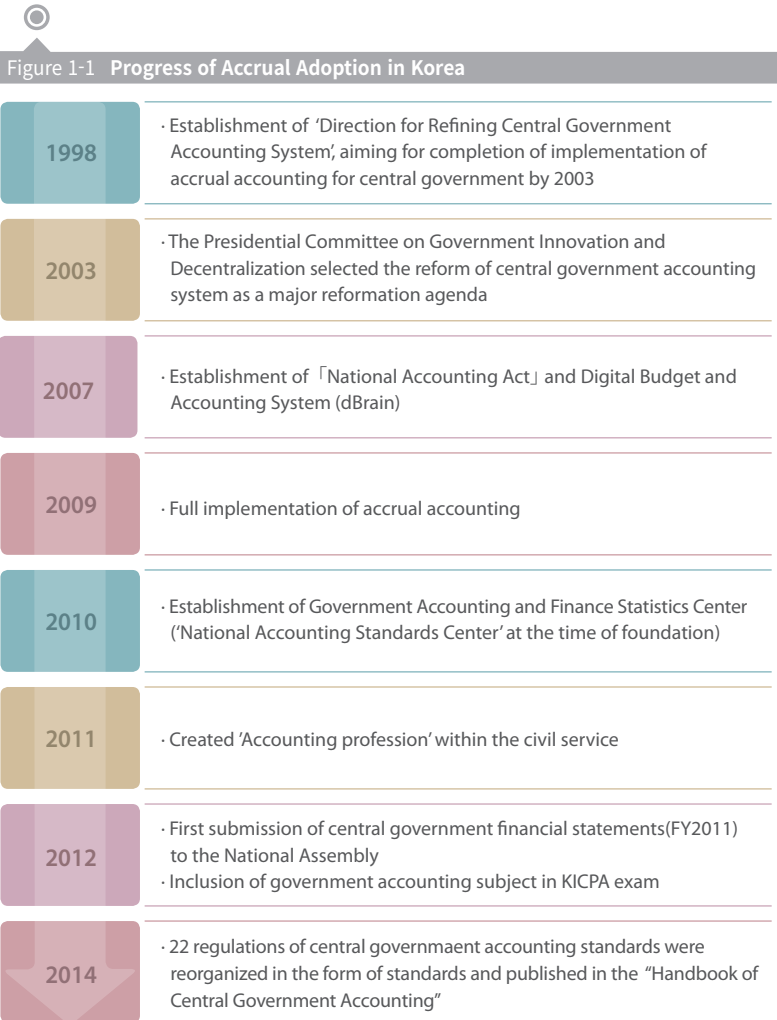 Figure 1-1 Progress of Accrual Adoption in Korea
1998
· Establishment of ‘Direction for Refining Central Government
Accounting System’, aiming for completion of implementation of
accrual accounting for central government by 2003
2003
· The Presidential Committee on Government Innovation and
Decentralization selected the reform of central government accounting
system as a major reformation agenda
2007
· Establishment of「National Accounting Act」and Digital Budget and
Accounting System (dBrain)
2009
· Full implementation of accrual accounting
2010
· Establishment of Government Accounting and Finance Statistics Center
(‘National Accounting Standards Center’ at the time of foundation)
2011
· Created ’Accounting profession’ within the civil service
2012
· First submission of central government financial statements(FY2011)
to the National Assembly
· Inclusion of government accounting subject in KICPA exam
2014
· 22 regulations of central governmaent accounting standards were
reorganized in the form of standards and published in the “Handbook of
Central Government Accounting”